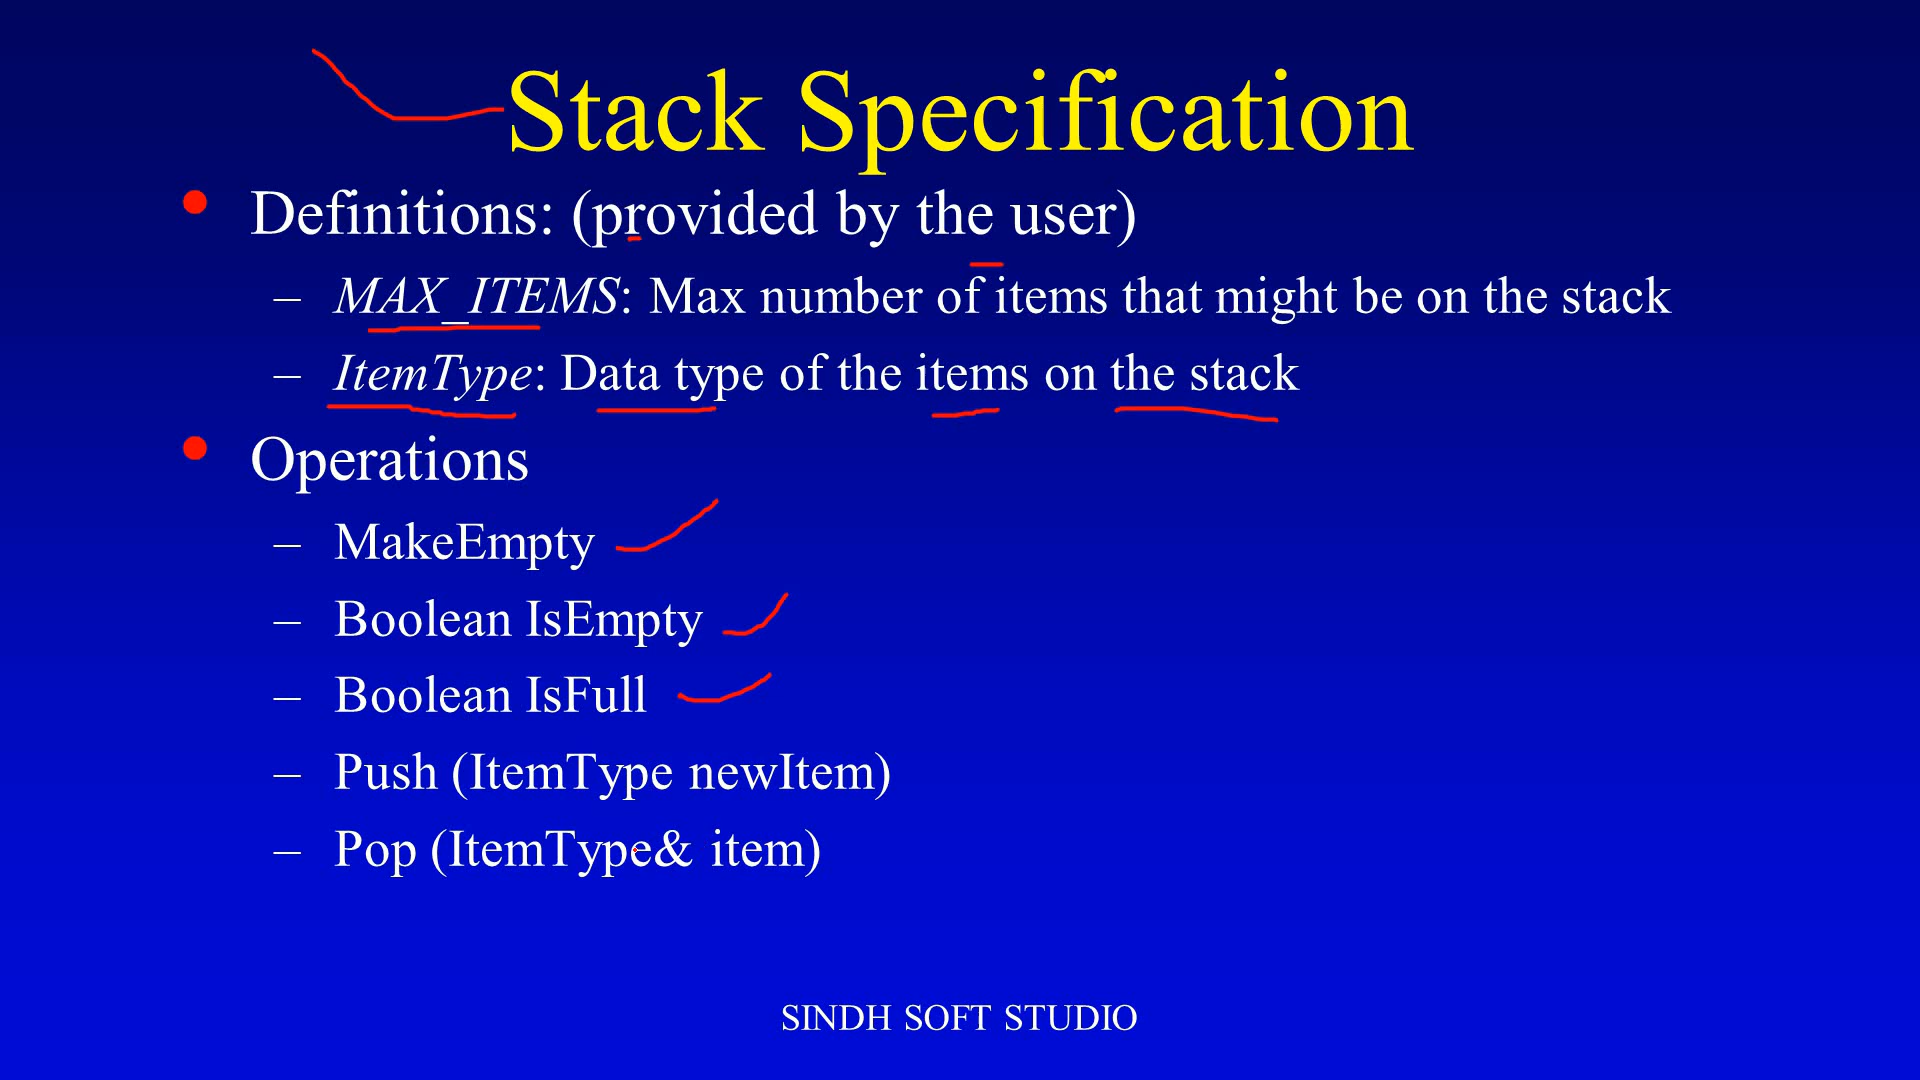 Stack Specification
• Definitions: (provided by the user)
– MAX_ITEMS: Max number of items that might be on the stack
– ItemType: Data type of the items on the stack
• Operations
– MakeEmpty
– Boolean IsEmpty
– Boolean IsFull
– Push (ItemType newItem)
– Pop (ItemType& item)
SINDH SOFT STUDIO